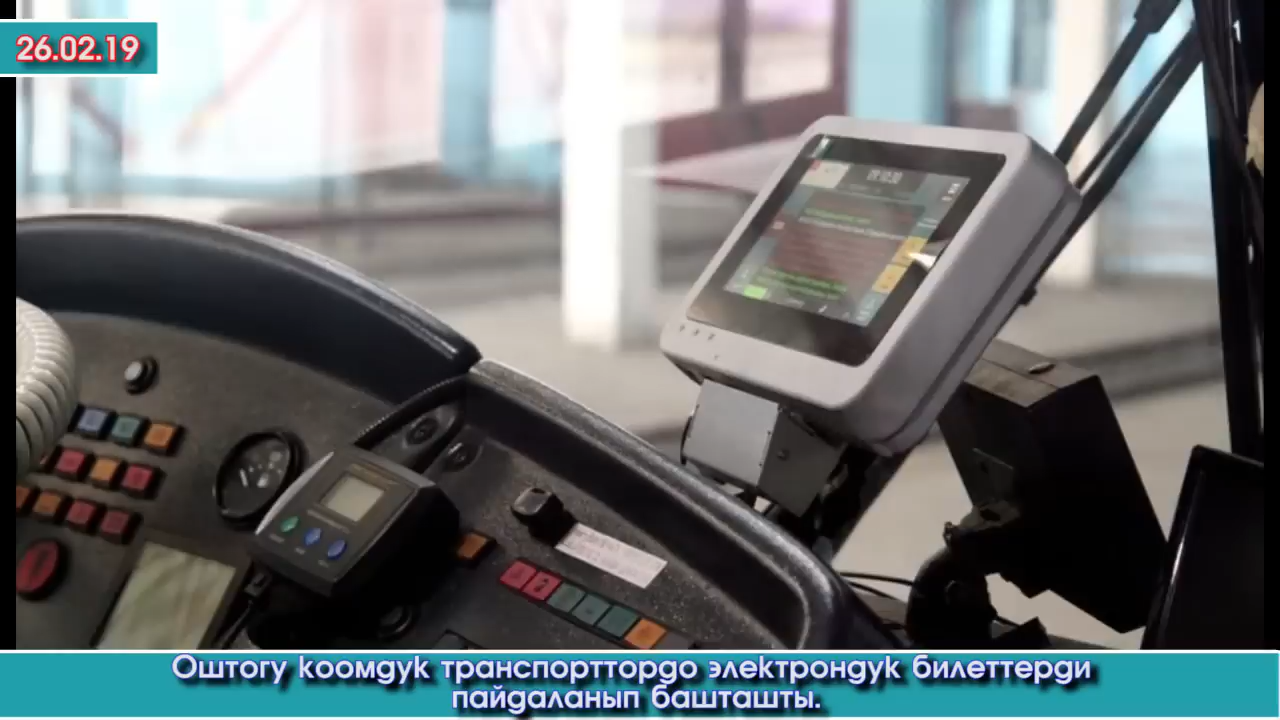 26.02.19
Оштогу коомдук транспорттордо электрондук билеттерди
пайдаланып башташты.